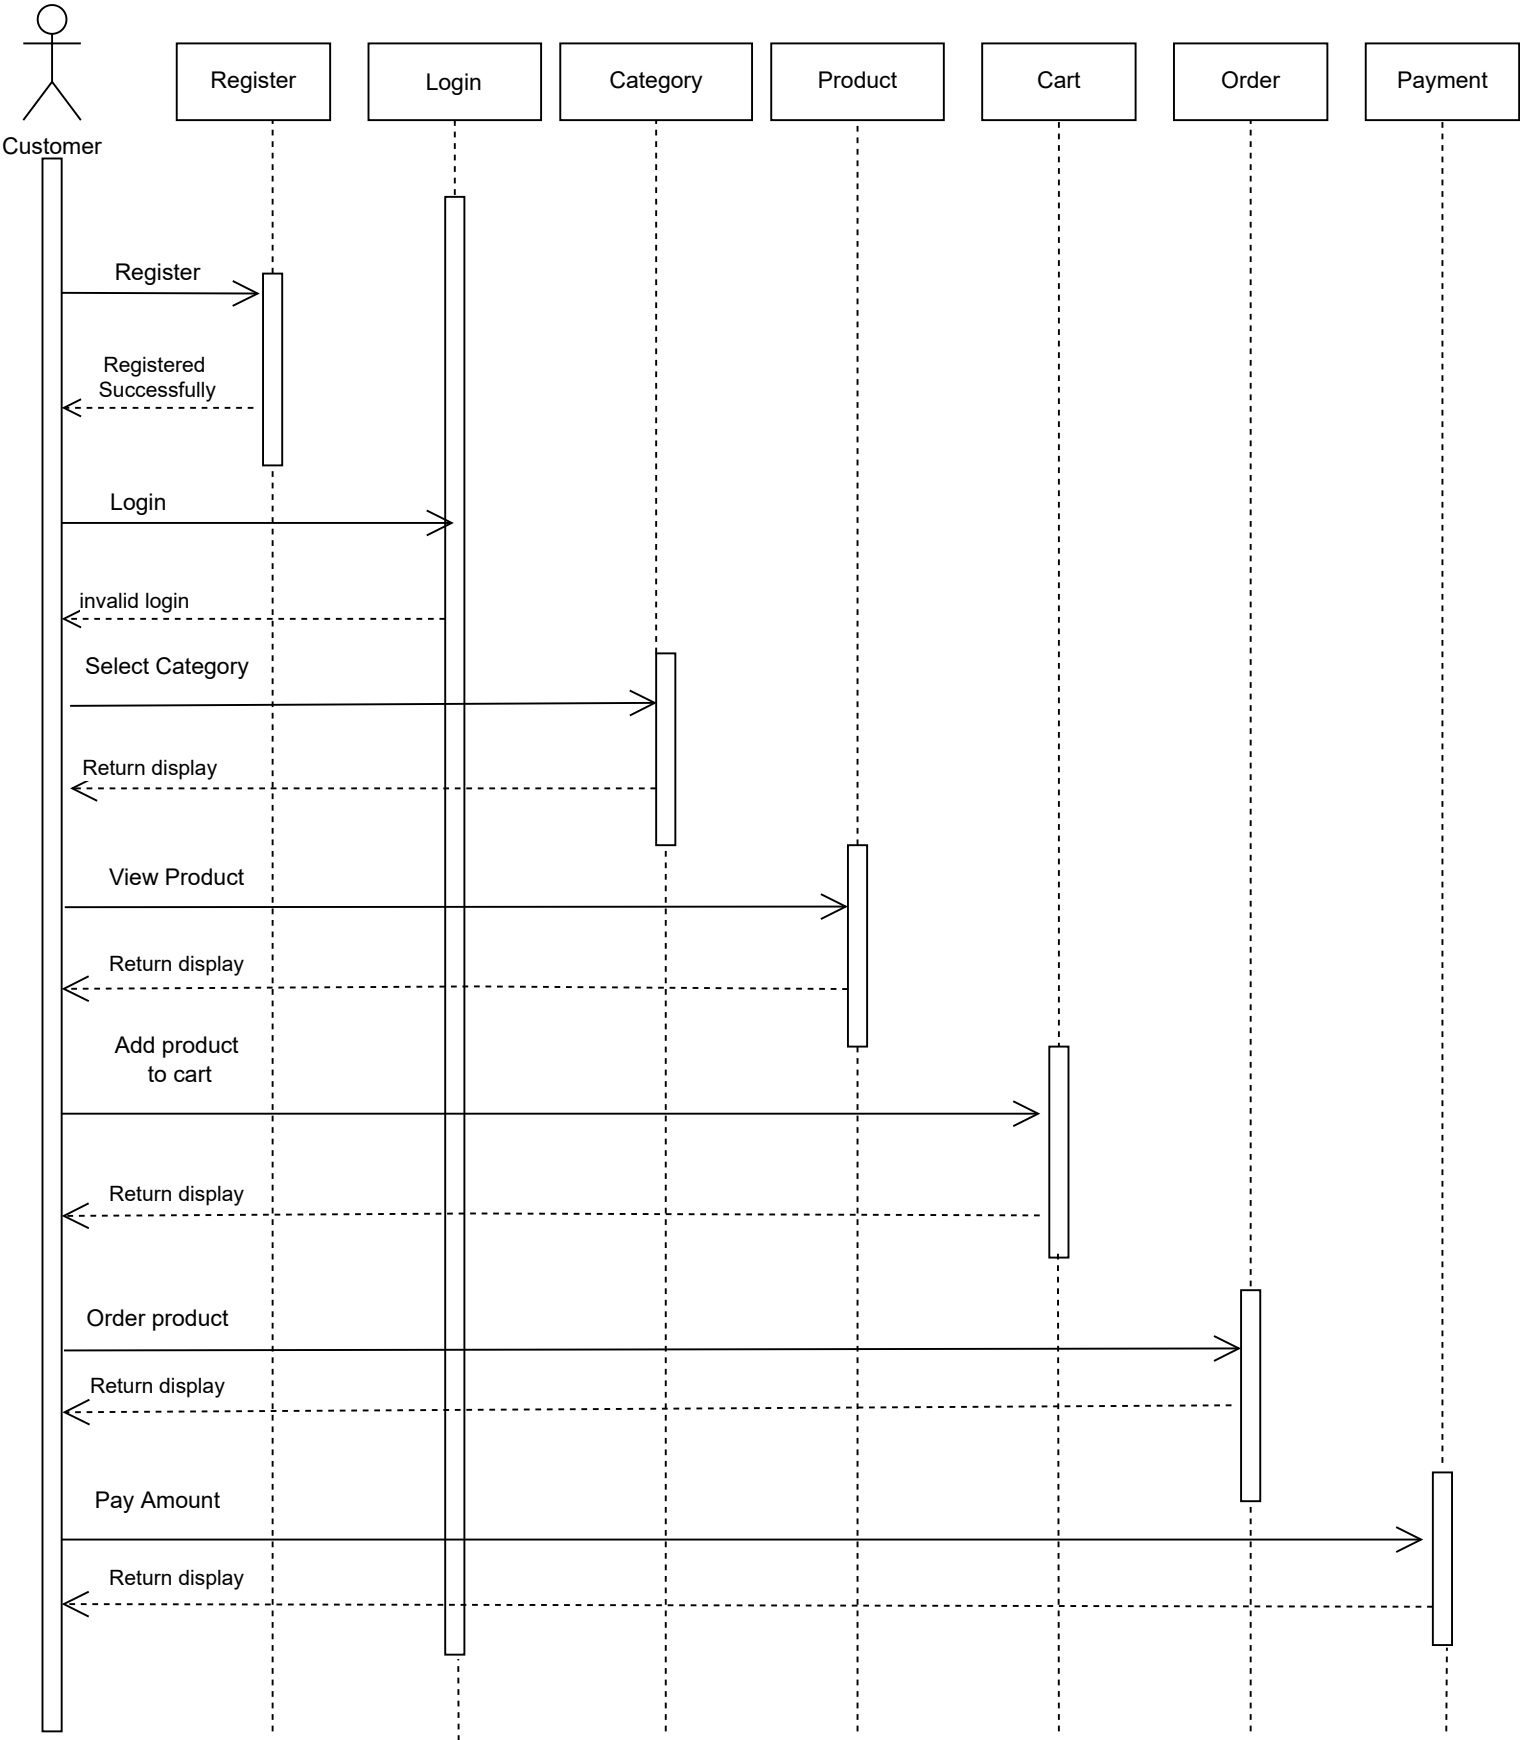 Customer
Register
Login
Category
Product
Cart
Order
Payment
Register
Registered
Successfully
Login
invalid login
Select Category
Return display
View Product
Return display
Add product
to cart
Return display
Order product
Return display
Pay Amount
Return display